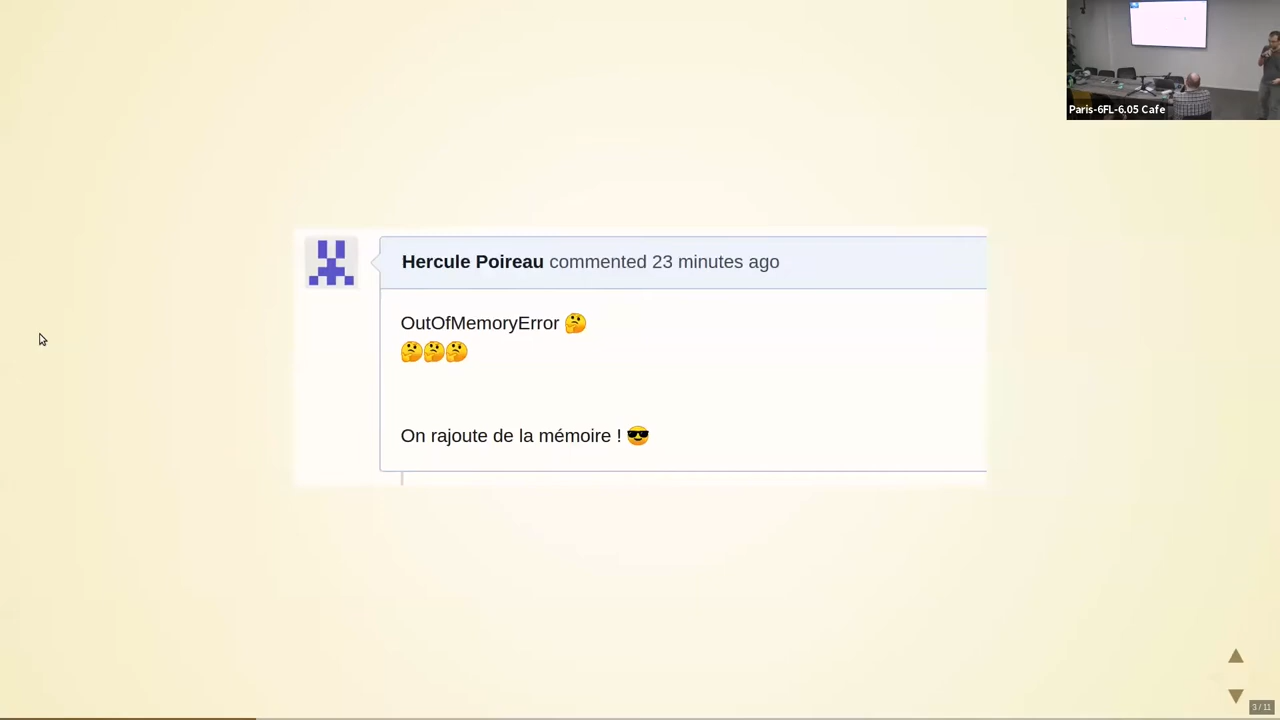 Paris-6FL-6.05 Cafe
Hercule Poireau commented 23 minutes ago
OutOfMemoryError 🤔
🤔🤔🤔
On rajoute de la mémoire ! 😎
3 / 11